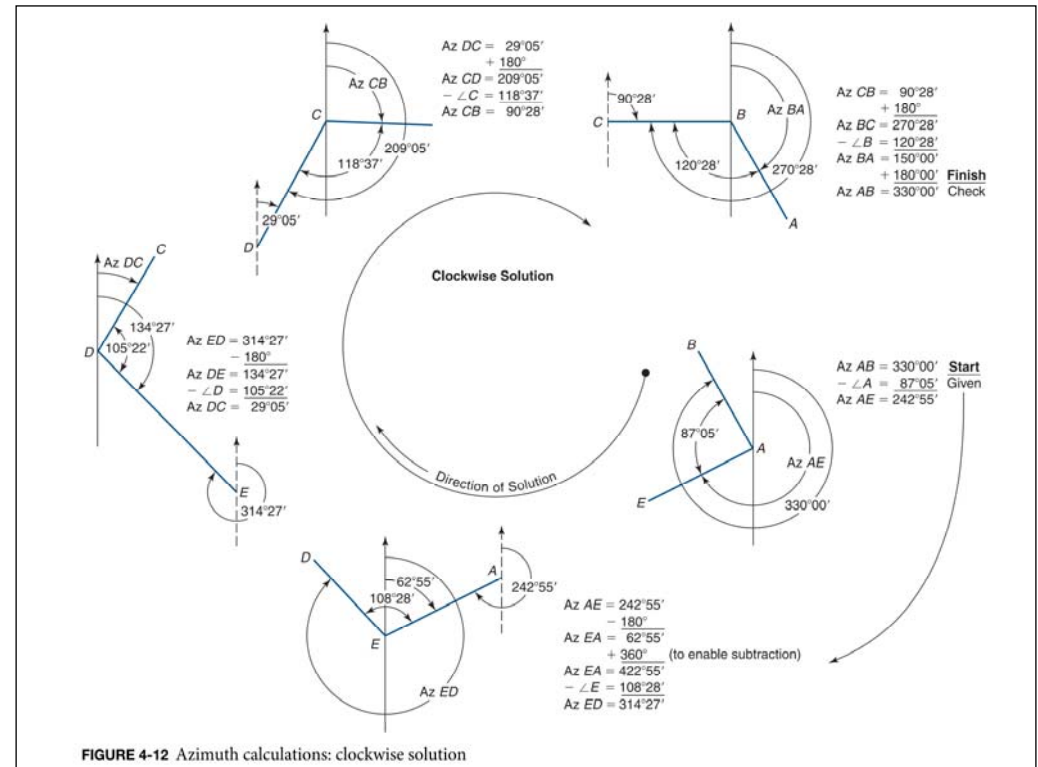 Az CB
C
209°05′
118°37′
29°05′
D
Az DC = 29°05′
+ 180°
Az CD = 209°05′
− ∠C = 118°37′
Az CB = 90°28′
90°28′
C
B
Az BA
120°28′
270°28′
A
Az CB = 90°28′
+ 180°
Az BC = 270°28′
− ∠B = 120°28′
Az BA = 150°00′
+ 180°00′ Finish
Az AB = 330°00′ Check
Clockwise Solution
C
Az DC
134°27′
D
105°22′
E
314°27′
Az ED = 314°27′
− 180°
Az DE = 134°27′
− ∠D = 105°22′
Az DC = 29°05′
Direction of Solution
B
87°05′
A
Az AE
E
330°00′
Az AB = 330°00′ Start
− ∠A = 87°05′ Given
Az AE = 242°55′
D
62°55′
A
108°28′
242°55′
E
Az ED
Az AE = 242°55′
− 180°
Az EA = 62°55′
+ 360° (to enable subtraction)
Az EA = 422°55′
− ∠E = 108°28′
Az ED = 314°27′
FIGURE 4-12 Azimuth calculations: clockwise solution